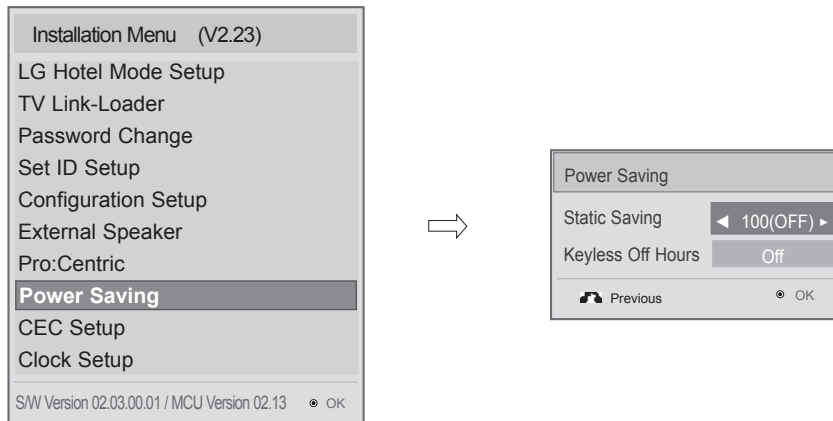 Installation Menu (V2.23)
LG Hotel Mode Setup
TV Link-Loader
Password Change
Set ID Setup
Configuration Setup
External Speaker
Pro:Centric
Power Saving
CEC Setup
Clock Setup
S/W Version 02.03.00.01 / MCU Version 02.13 ◉ OK
Power Saving
Static Saving ◄ 100(OFF) ►
Keyless Off Hours Off
Previous ◉ OK